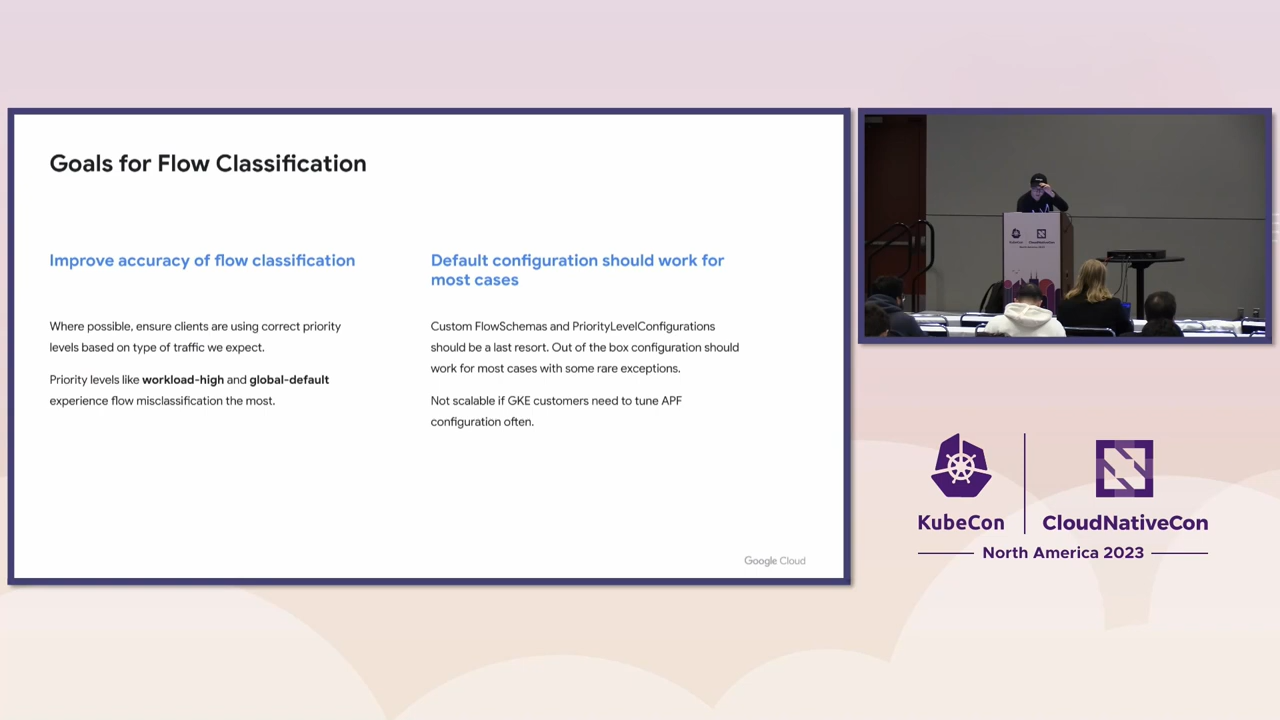 Goals for Flow Classification
Improve accuracy of flow classification
Where possible, ensure clients are using correct priority
levels based on type of traffic we expect.
Priority levels like workload-high and global-default
experience flow misclassification the most.
Default configuration should work for
most cases
Custom FlowSchemas and PriorityLevelConfigurations
should be a last resort. Out of the box configuration should
work for most cases with some rare exceptions.
Not scalable if GKE customers need to tune APF
configuration often.
Google Cloud
KubeCon
CloudNativeCon
North America 2023